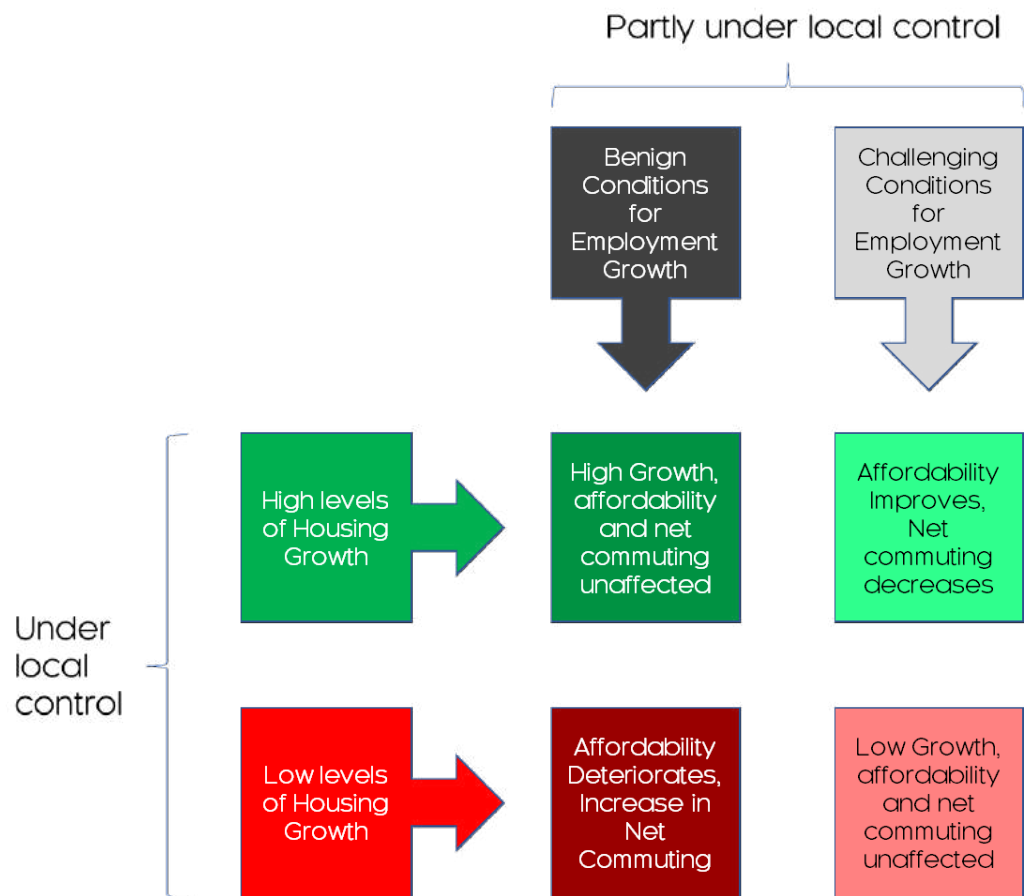 Partly under local control
Benign
Conditions
for
Employment
Growth
Challenging
Conditions
for
Employment
Growth
High levels
of Housing
Growth
High Growth,
affordability
and net
commuting
unaffected
Affordability
Improves,
Net
commuting
decreases
Under
local
control
Low levels
of Housing
Growth
Affordability
Deteriorates,
Increase in
Net
Commuting
Low Growth,
affordability
and net
commuting
unaffected